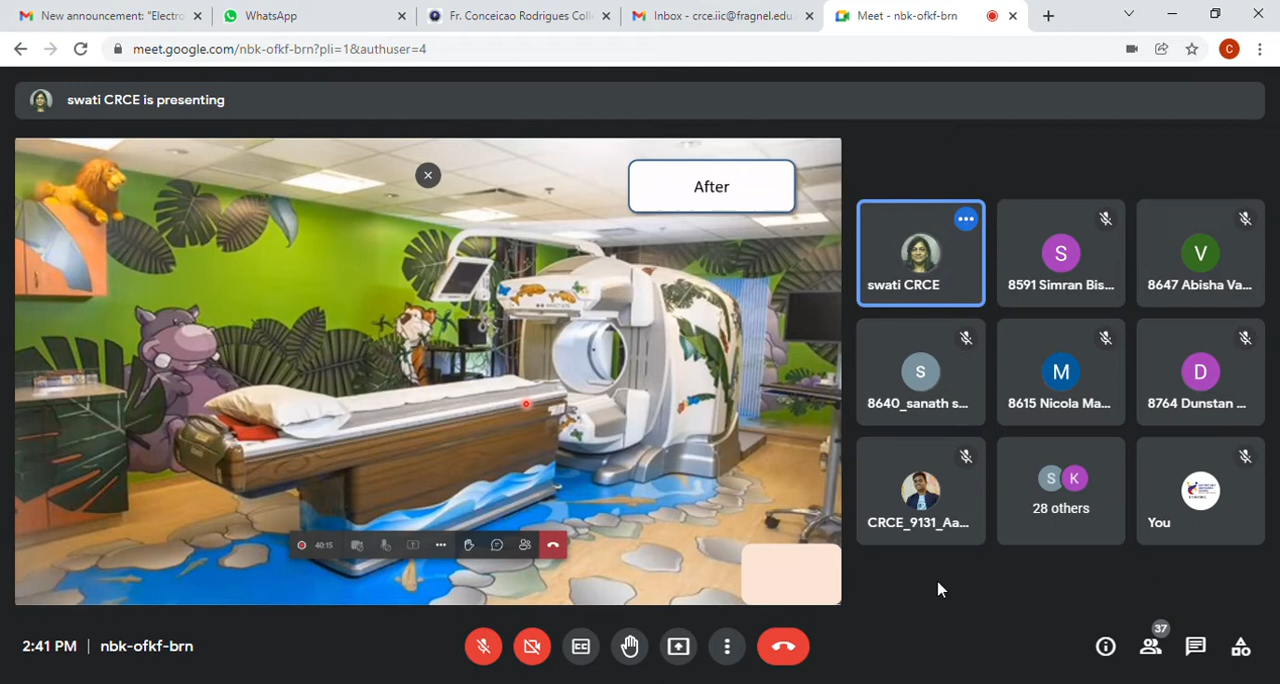 New announcement: "Electro
WhatsApp
Fr. Conceicao Rodrigues Coll
Inbox - crce.iic@fragnel.edu.
Meet - nbk-ofkf-brn
meet.google.com/nbk-ofkf-brn?pli=1&authuser=4
C
swati CRCE is presenting
After
40:15
swati CRCE
S
8591 Simran Bis...
V
8647 Abisha Va...
s
8640_sanath s...
M
8615 Nicola Ma...
D
8764 Dunstan ...
CRCE_9131_Aa...
S K
28 others
You
2:41 PM | nbk-ofkf-brn
CC
37